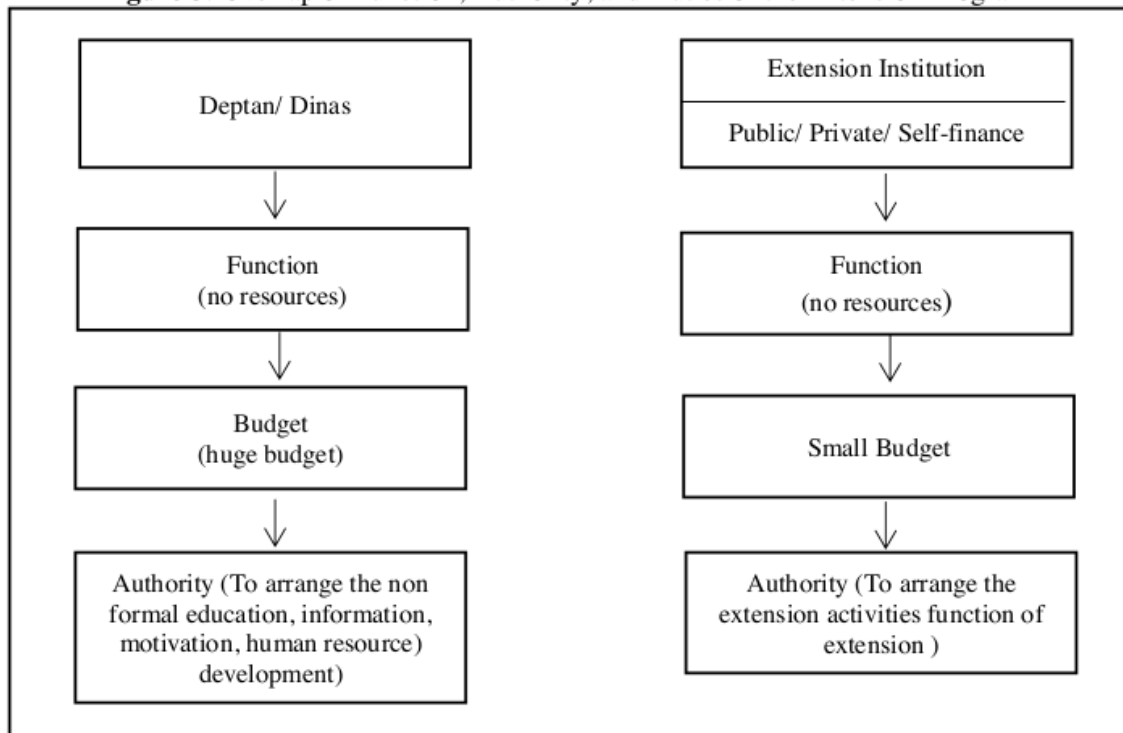 Deptan/ Dinas
Function
(no resources)
Budget
(huge budget)
Authority (To arrange the non
formal education, information,
motivation, human resource)
development)
Extension Institution
Public/ Private/ Self-finance
Function
(no resources)
Small Budget
Authority (To arrange the
extension activities function of
extension )